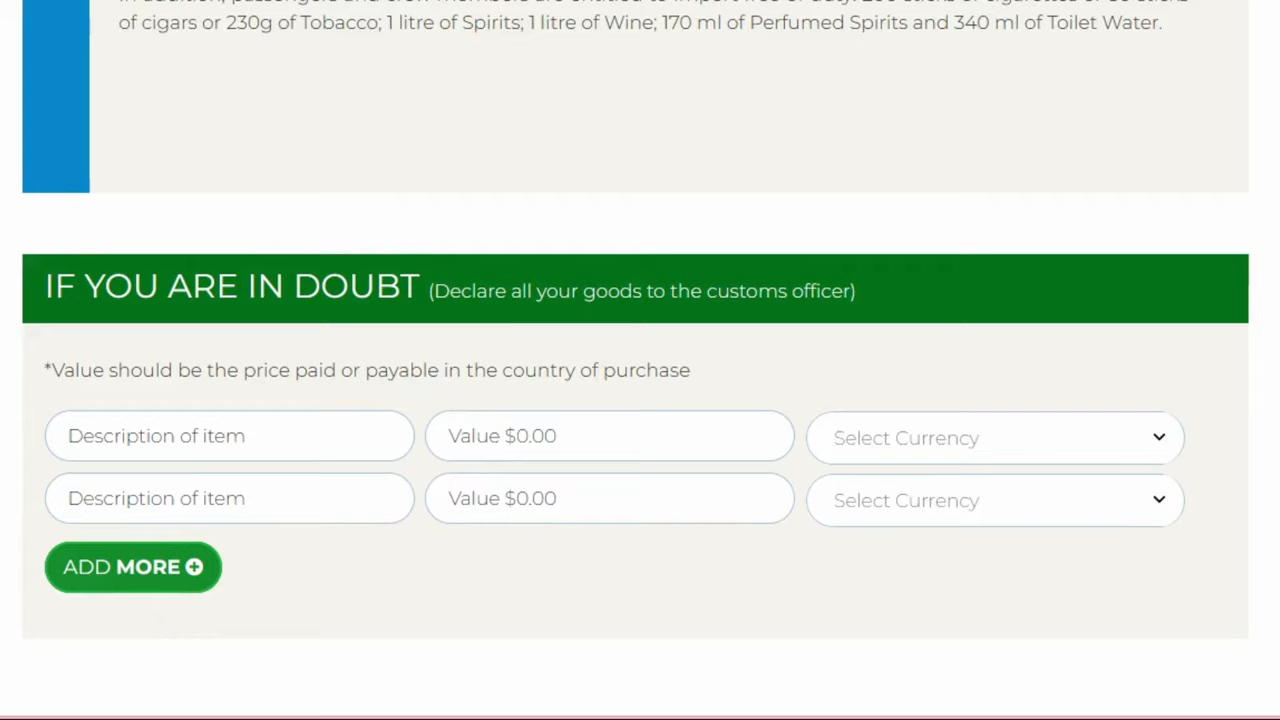 of cigars or 230g of Tobacco; 1 litre of Spirits; 1 litre of Wine; 170 ml of Perfumed Spirits and 340 ml of Toilet Water.
IF YOU ARE IN DOUBT (Declare all your goods to the customs officer)
*Value should be the price paid or payable in the country of purchase
Description of item Value $0.00 Select Currency
Description of item Value $0.00 Select Currency
ADD MORE